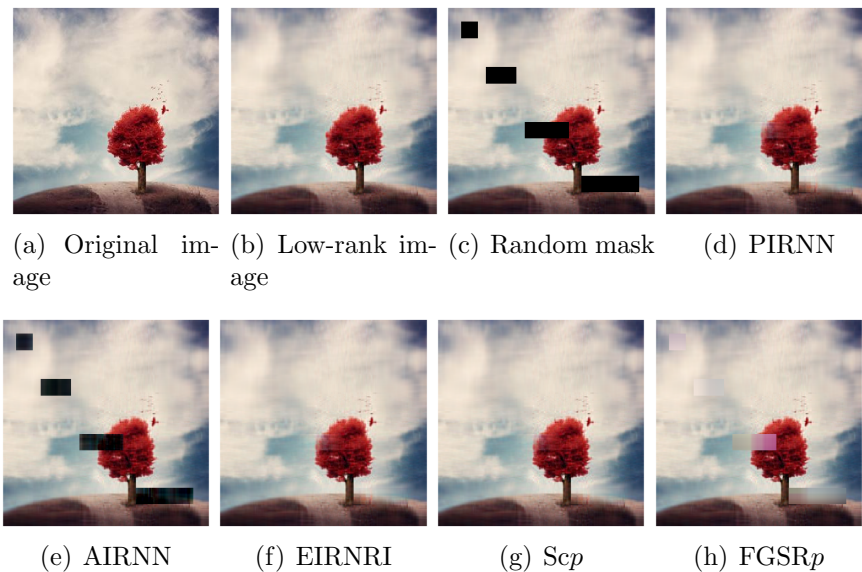 (a) Original im-
age
(b) Low-rank im-
age
(c) Random mask
(d) PIRNN
(e) AIRNN
(f) EIRNRI
(g) Scp
(h) FGSRp